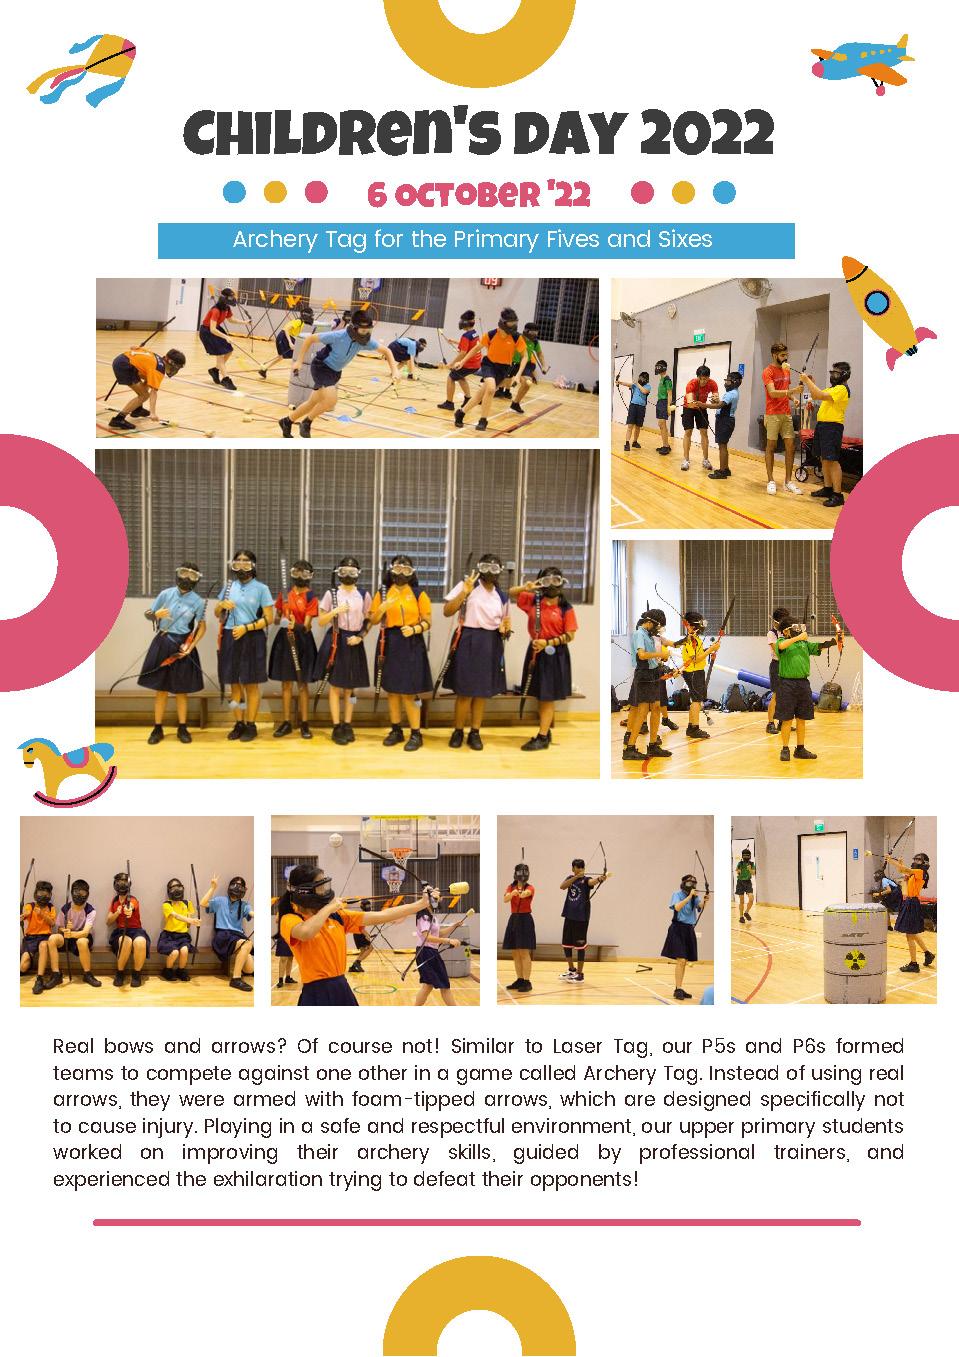 CHILDREN'S DAY 2022
6 OCTOBER '22
Archery Tag for the Primary Fives and Sixes
Real bows and arrows? Of course not! Similar to Laser Tag, our P5s and P6s formed
teams to compete against one other in a game called Archery Tag. Instead of using real
arrows, they were armed with foam-tipped arrows, which are designed specifically not
to cause injury. Playing in a safe and respectful environment, our upper primary students
worked on improving their archery skills, guided by professional trainers, and
experienced the exhilaration trying to defeat their opponents!